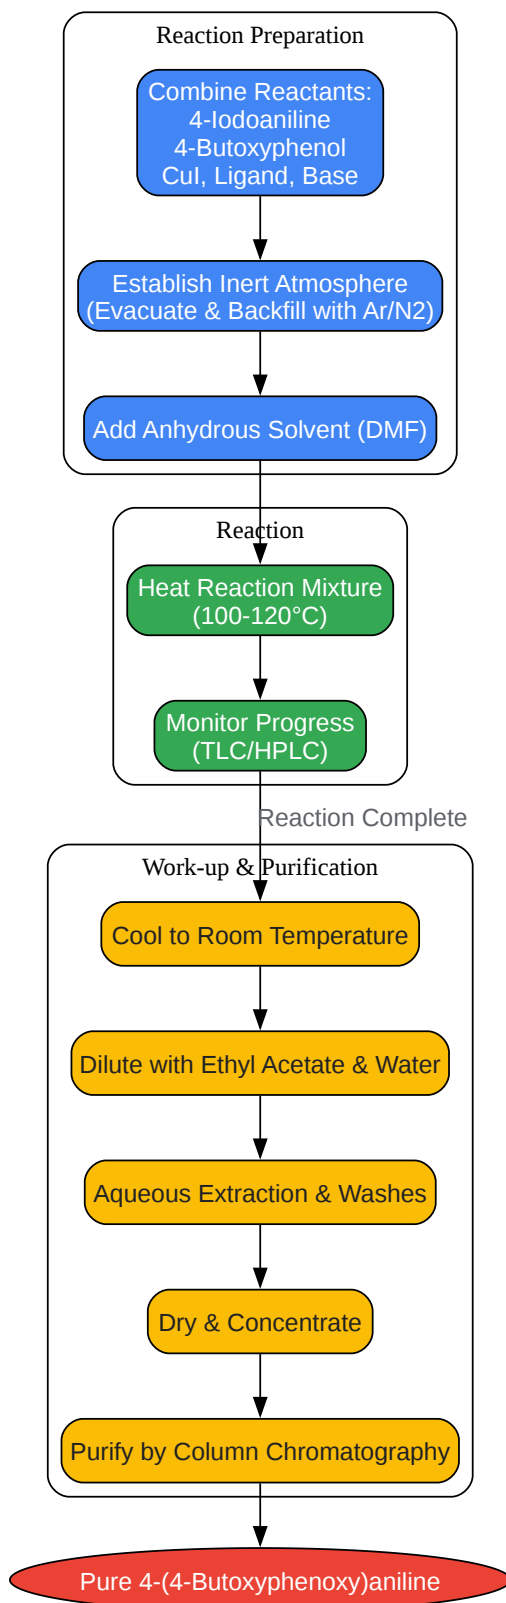 Reaction Preparation
Combine Reactants:
4-Iodoaniline
4-Butoxyphenol
CuI, Ligand, Base
Establish Inert Atmosphere
(Evacuate & Backfill with Ar/N2)
Add Anhydrous Solvent (DMF)
Reaction
Heat Reaction Mixture
(100-120°C)
Monitor Progress
(TLC/HPLC)
Reaction Complete
Work-up & Purification
Cool to Room Temperature
Dilute with Ethyl Acetate & Water
Aqueous Extraction & Washes
Dry & Concentrate
Purify by Column Chromatography
Pure 4-(4-Butoxyphenoxy)aniline